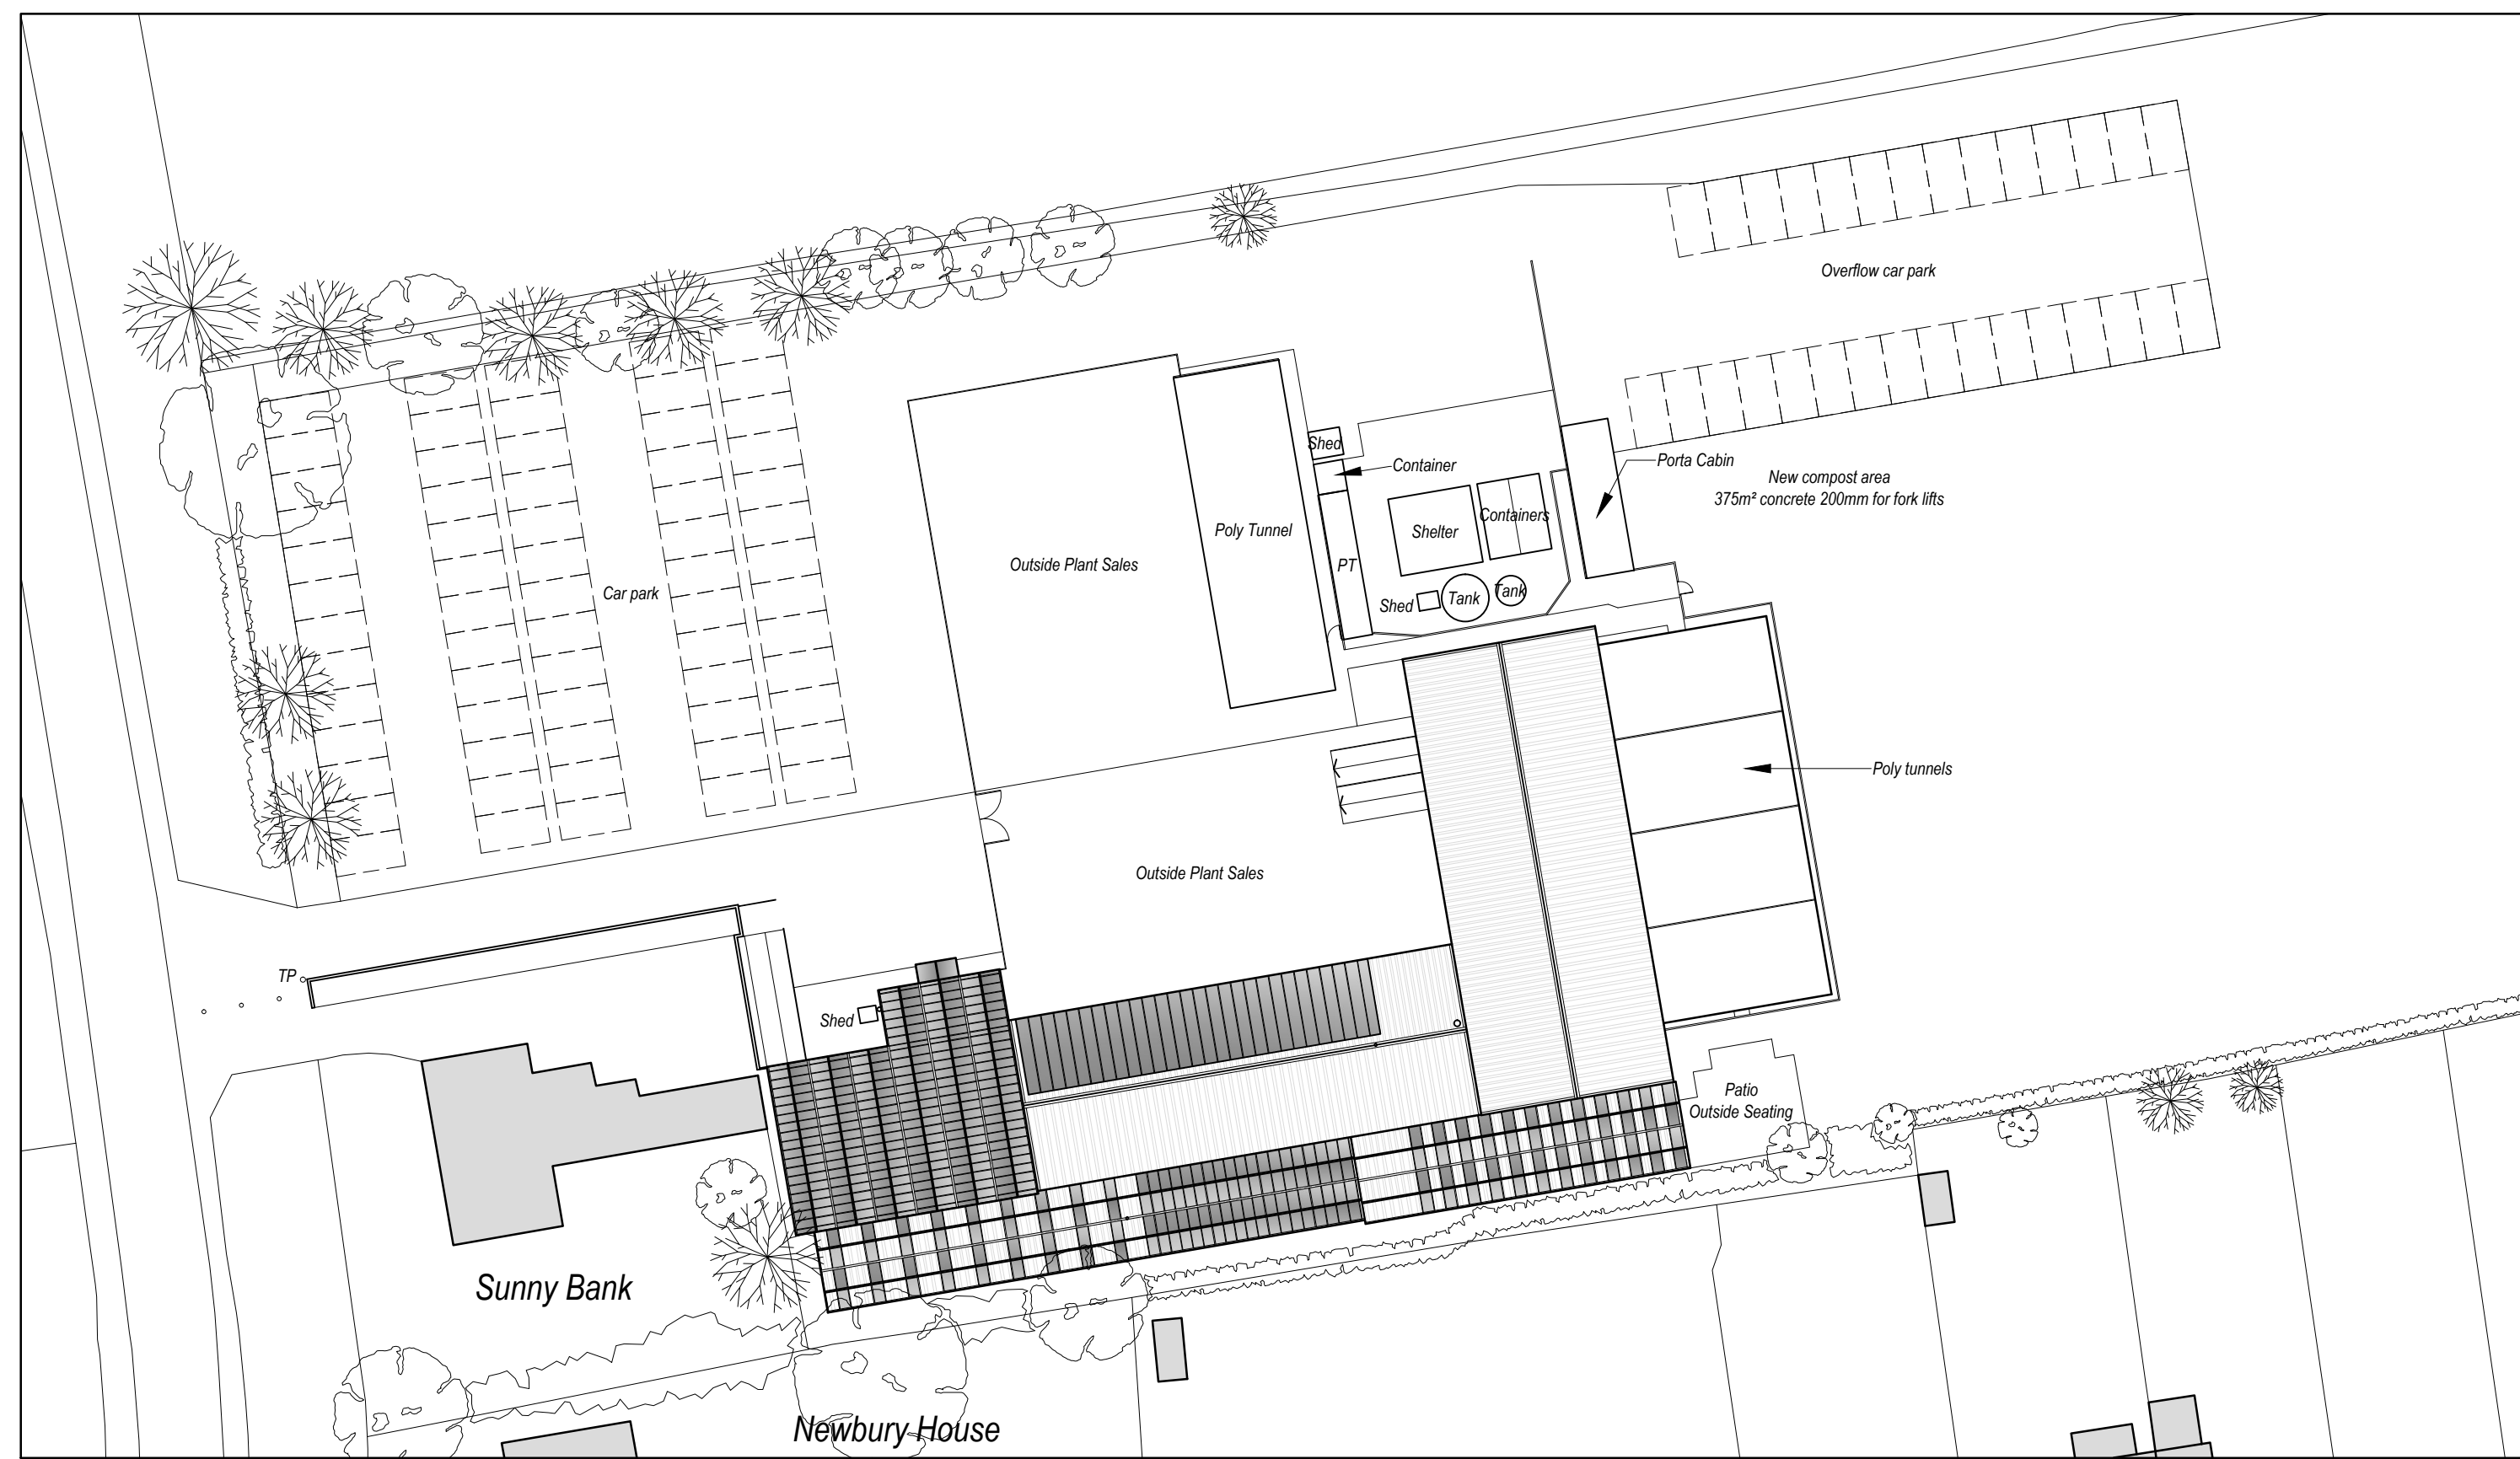 Overflow car park
Shed
Container
Porta Cabin
New compost area
375m² concrete 200mm for fork lifts
Containers
Shelter
Poly Tunnel
Outside Plant Sales
PT
Car park
Shed
Tank
Tank
Poly tunnels
Outside Plant Sales
TP
Shed
Patio
Outside Seating
Sunny Bank
Newbury House